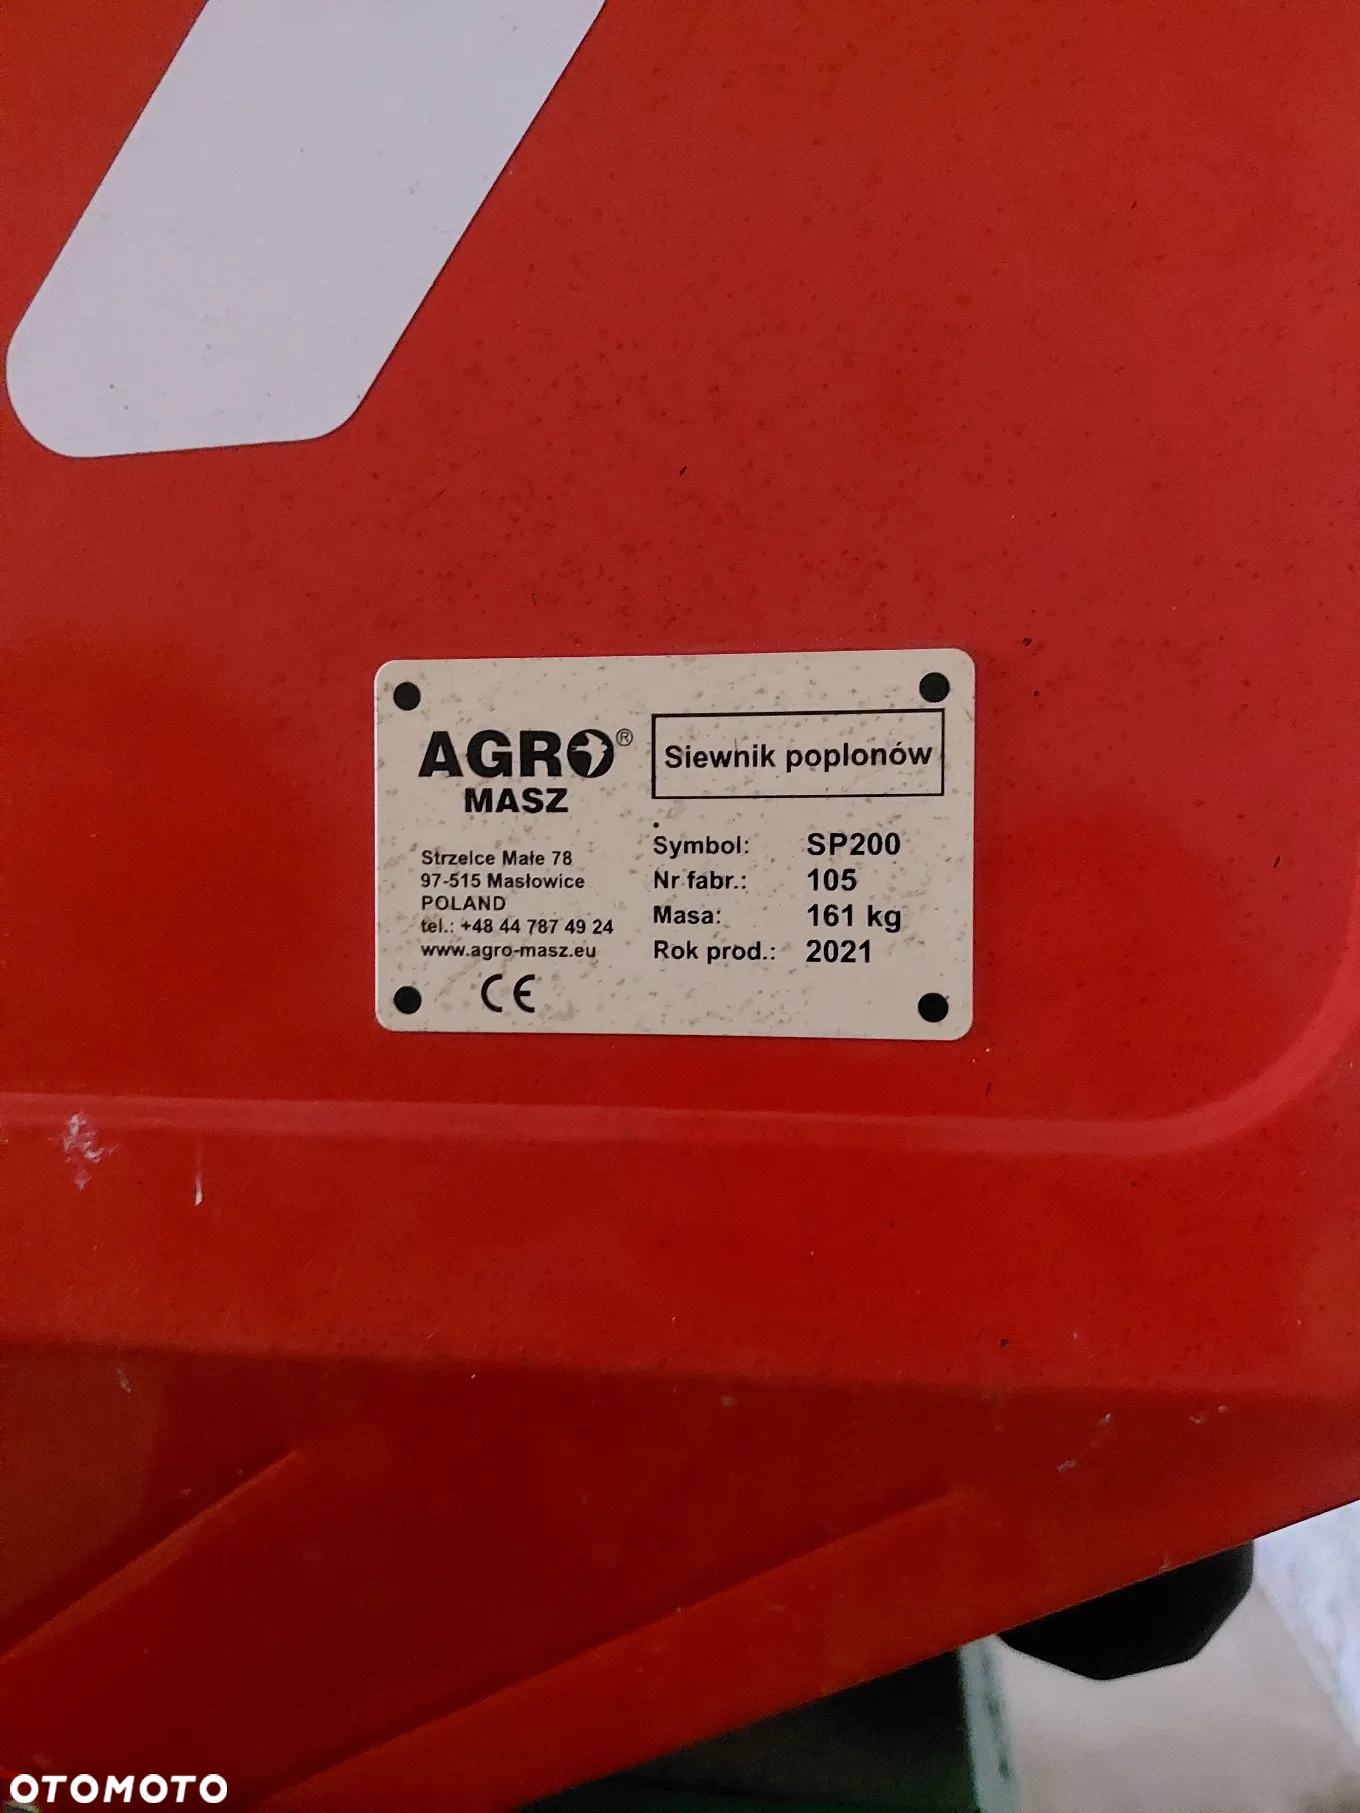 AGRO®
MASZ
Siewnik poplonów
Strzelce Małe 78
97-515 Masłowice
POLAND
tel.: +48 44 787 49 24
www.agro-masz.eu
CE
Symbol: SP200
Nr fabr.: 105
Masa: 161 kg
Rok prod.: 2021
OTOMOTO